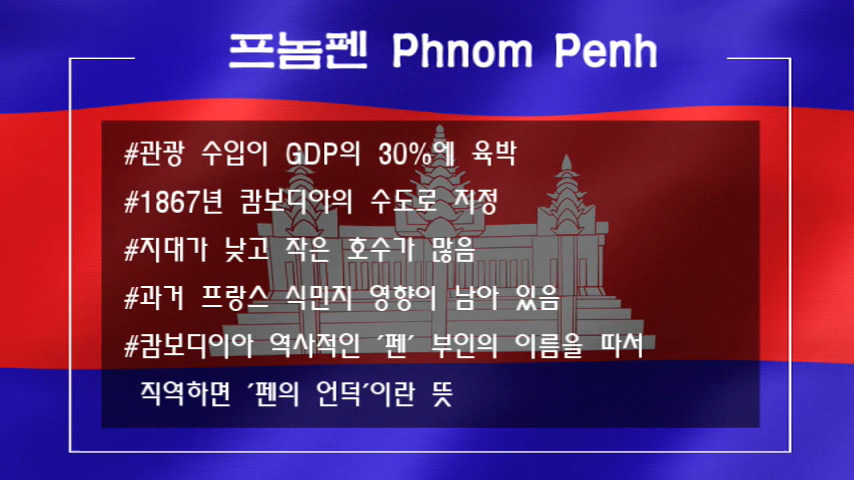 프놈펜 Phnom Penh
#관광 수입이 GDP의 30%에 육박
#1867년 캄보디아의 수도로 지정
#지대가 낮고 작은 호수가 많음
#과거 프랑스 식민지 영향이 남아 있음
#캄보디이아 역사적인 '펜' 부인의 이름을 따서
직역하면 '펜의 언덕'이란 뜻